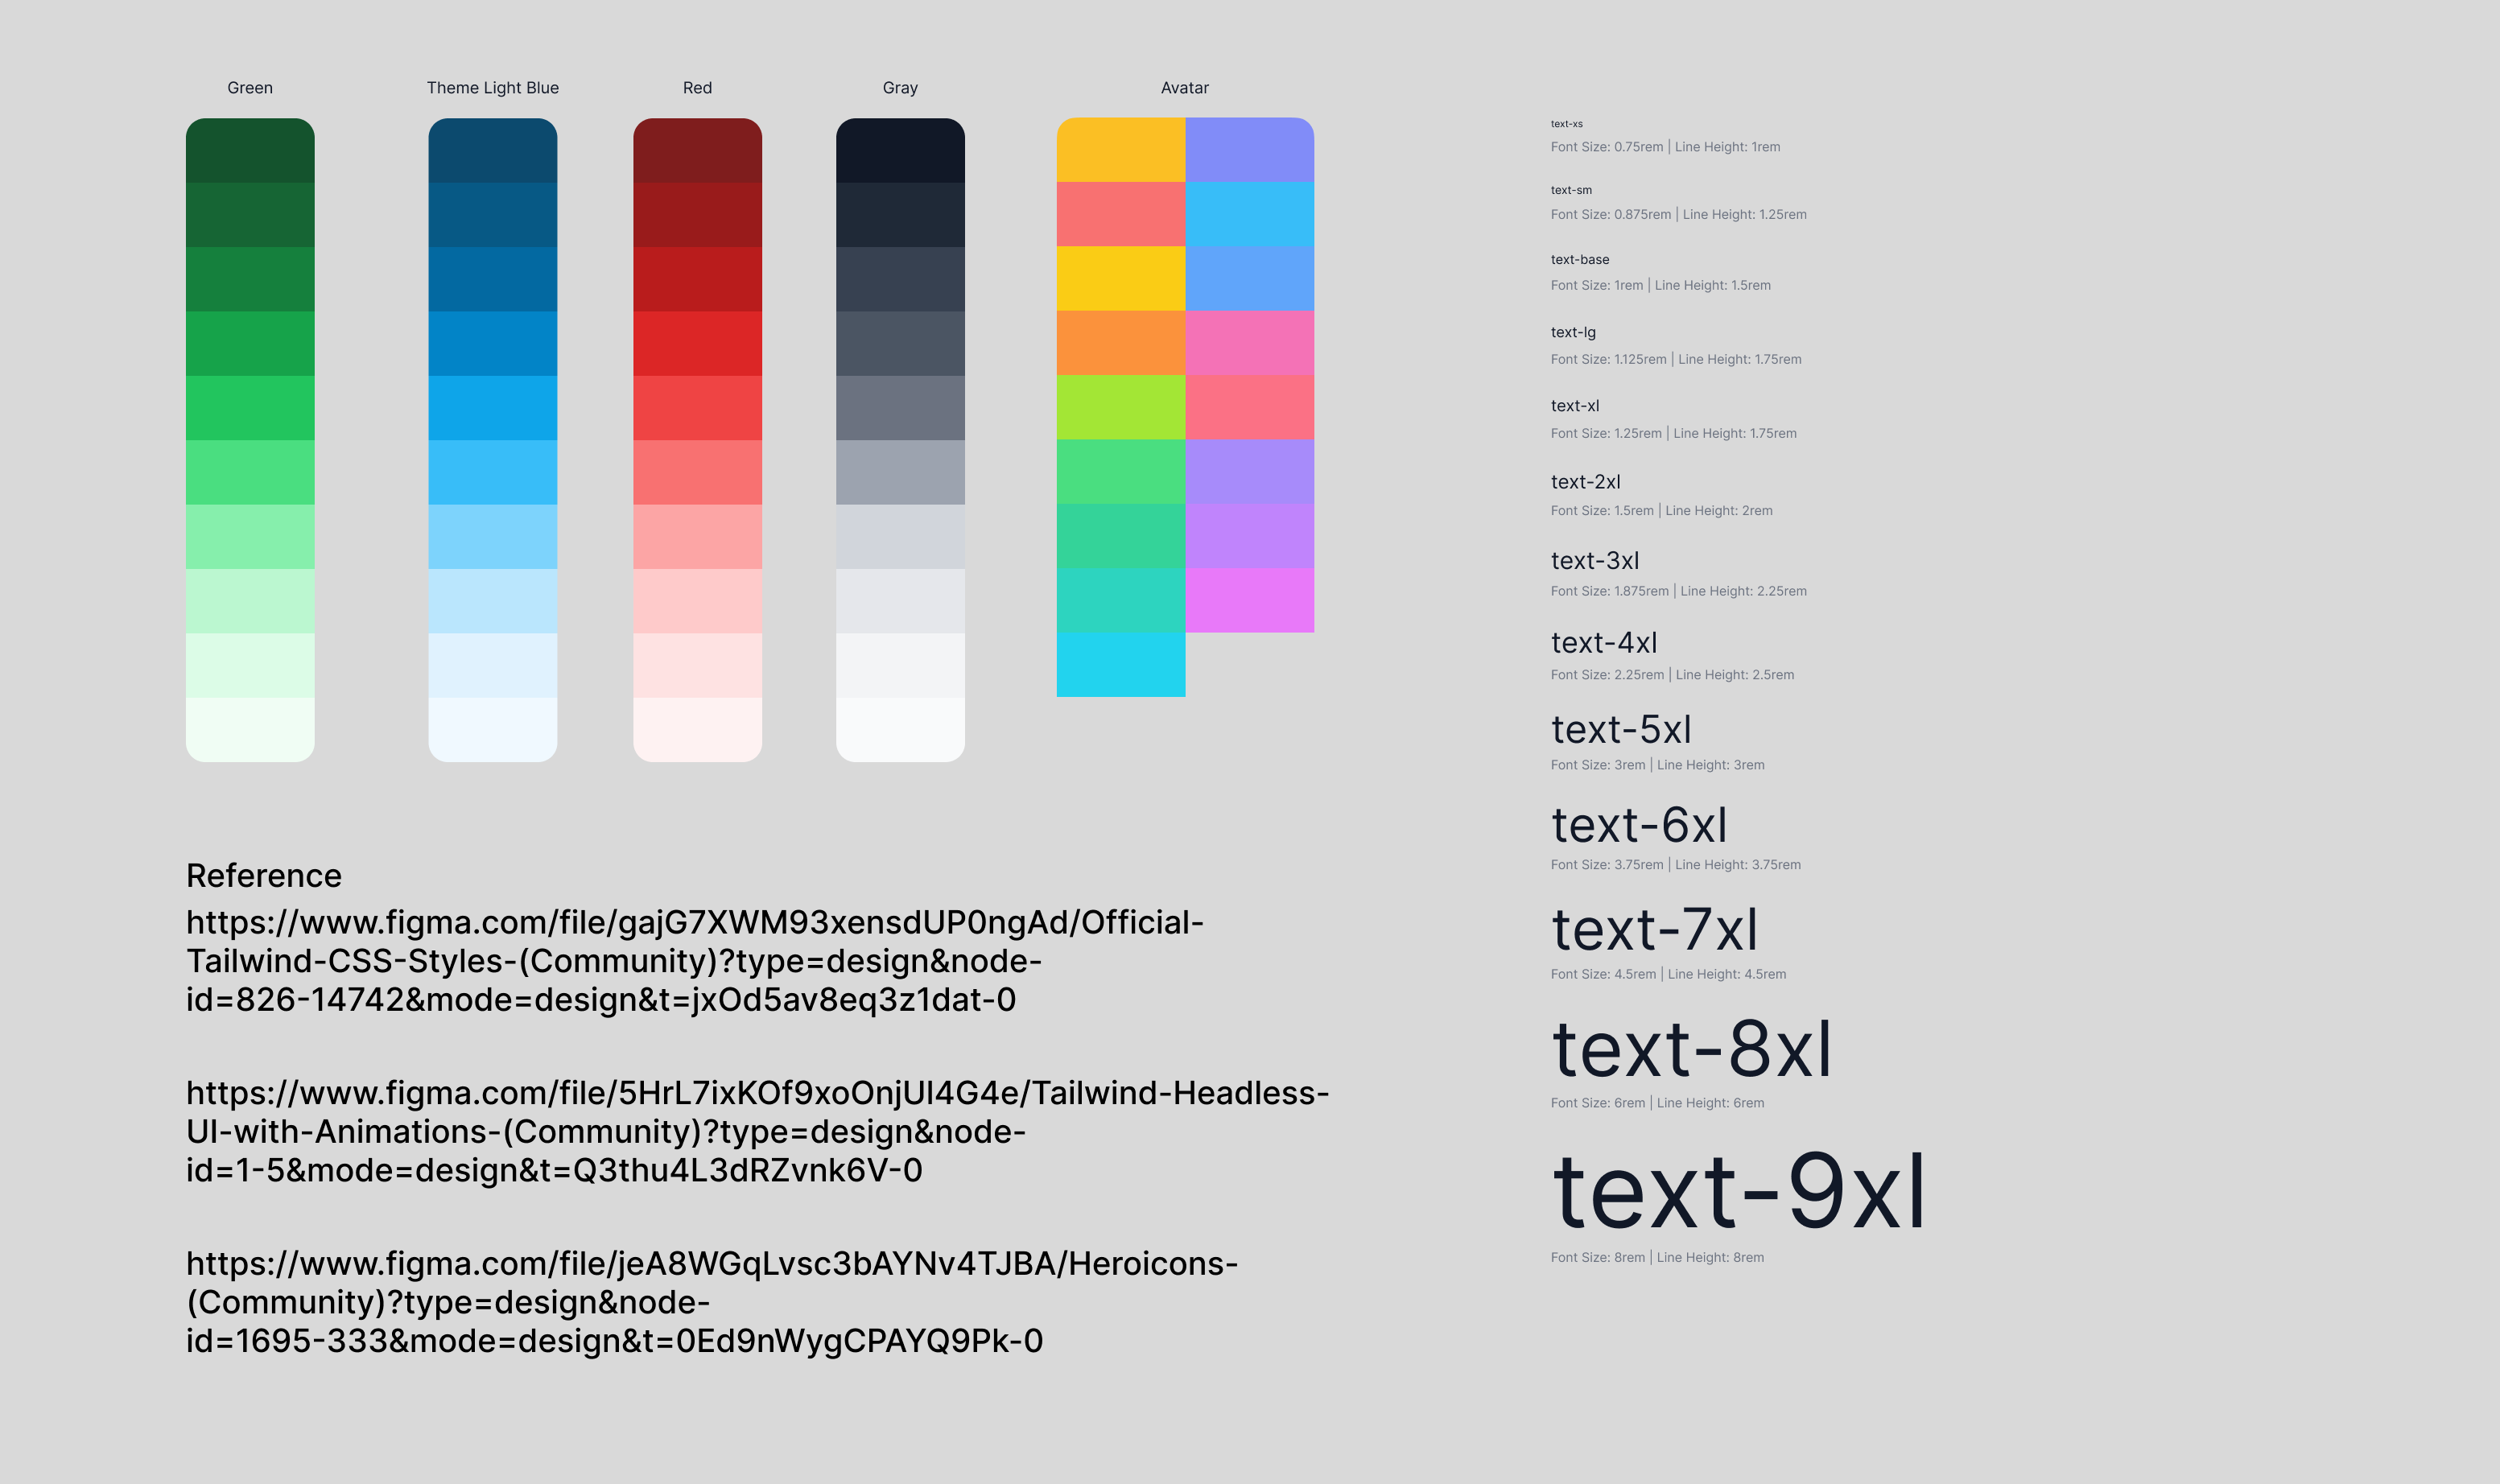 Green
Theme Light Blue
Red
Gray
Avatar
Reference
https://www.figma.com/file/gajG7XWM93xensdUP0ngAd/Official-
Tailwind-CSS-Styles-(Community)?type=design&node-
id=826-14742&mode=design&t=jxOd5av8eq3z1dat-0
https://www.figma.com/file/5HrL7ixKOf9xoOnjUl4G4e/Tailwind-Headless-
UI-with-Animations-(Community)?type=design&node-
id=1-5&mode=design&t=Q3thu4L3dRZvnk6V-0
https://www.figma.com/file/jeA8WGqLvsc3bAYNv4TJBA/Heroicons-
(Community)?type=design&node-
id=1695-333&mode=design&t=0Ed9nWygCPAYQ9Pk-0
text-xs
Font Size: 0.75rem | Line Height: 1rem
text-sm
Font Size: 0.875rem | Line Height: 1.25rem
text-base
Font Size: 1rem | Line Height: 1.5rem
text-lg
Font Size: 1.125rem | Line Height: 1.75rem
text-xl
Font Size: 1.25rem | Line Height: 1.75rem
text-2xl
Font Size: 1.5rem | Line Height: 2rem
text-3xl
Font Size: 1.875rem | Line Height: 2.25rem
text-4xl
Font Size: 2.25rem | Line Height: 2.5rem
text-5xl
Font Size: 3rem | Line Height: 3rem
text-6xl
Font Size: 3.75rem | Line Height: 3.75rem
text-7xl
Font Size: 4.5rem | Line Height: 4.5rem
text-8xl
Font Size: 6rem | Line Height: 6rem
text-9xl
Font Size: 8rem | Line Height: 8rem